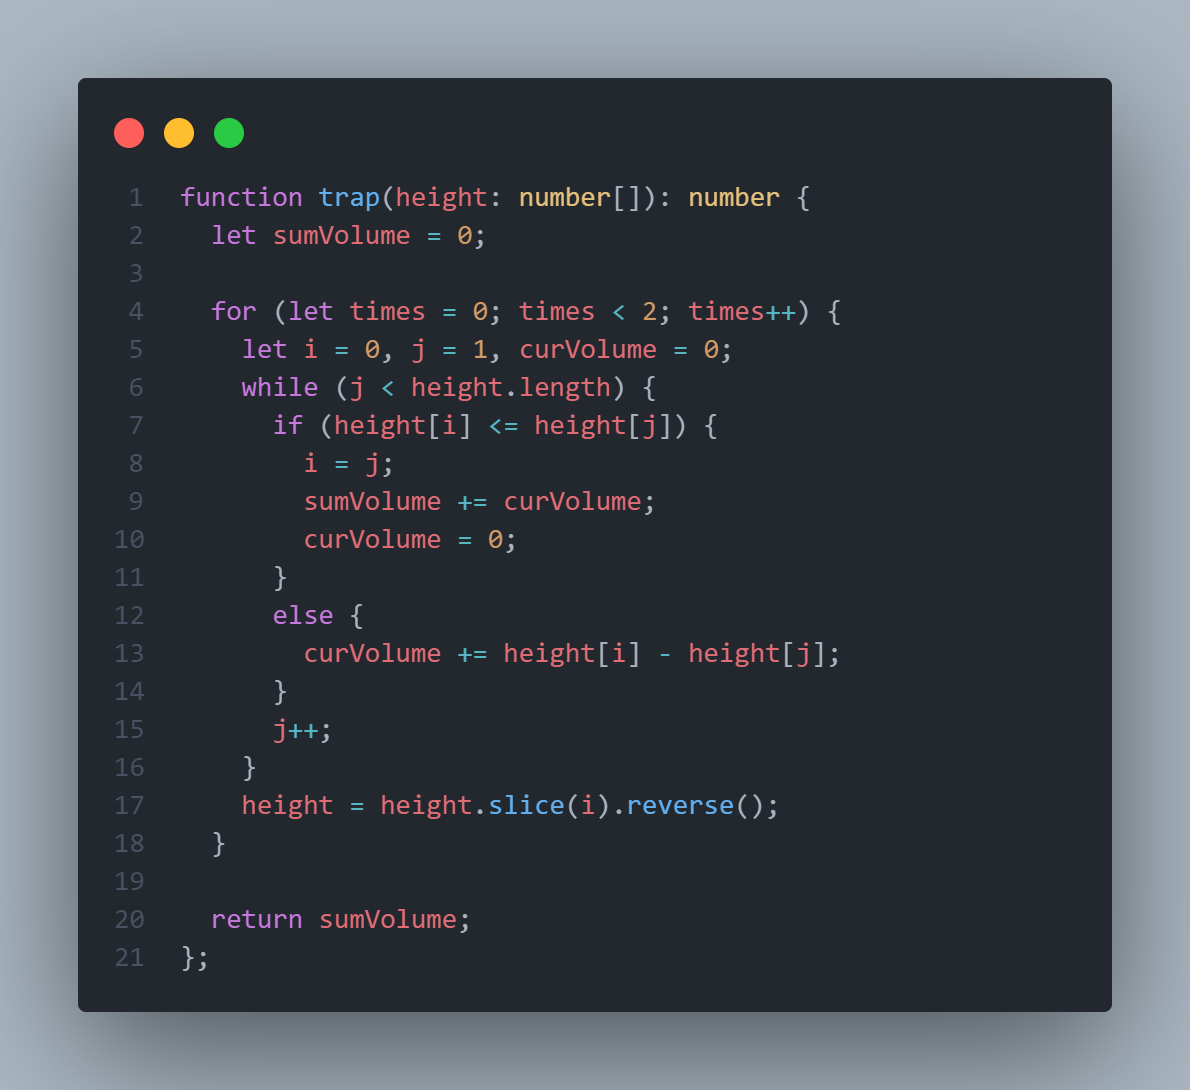 1 function trap(height: number[]): number {
2   let sumVolume = 0;
3
4   for (let times = 0; times < 2; times++) {
5     let i = 0, j = 1, curVolume = 0;
6     while (j < height.length) {
7       if (height[i] <= height[j]) {
8         i = j;
9         sumVolume += curVolume;
10         curVolume = 0;
11       }
12       else {
13         curVolume += height[i] - height[j];
14       }
15       j++;
16     }
17     height = height.slice(i).reverse();
18   }
19
20   return sumVolume;
21 };